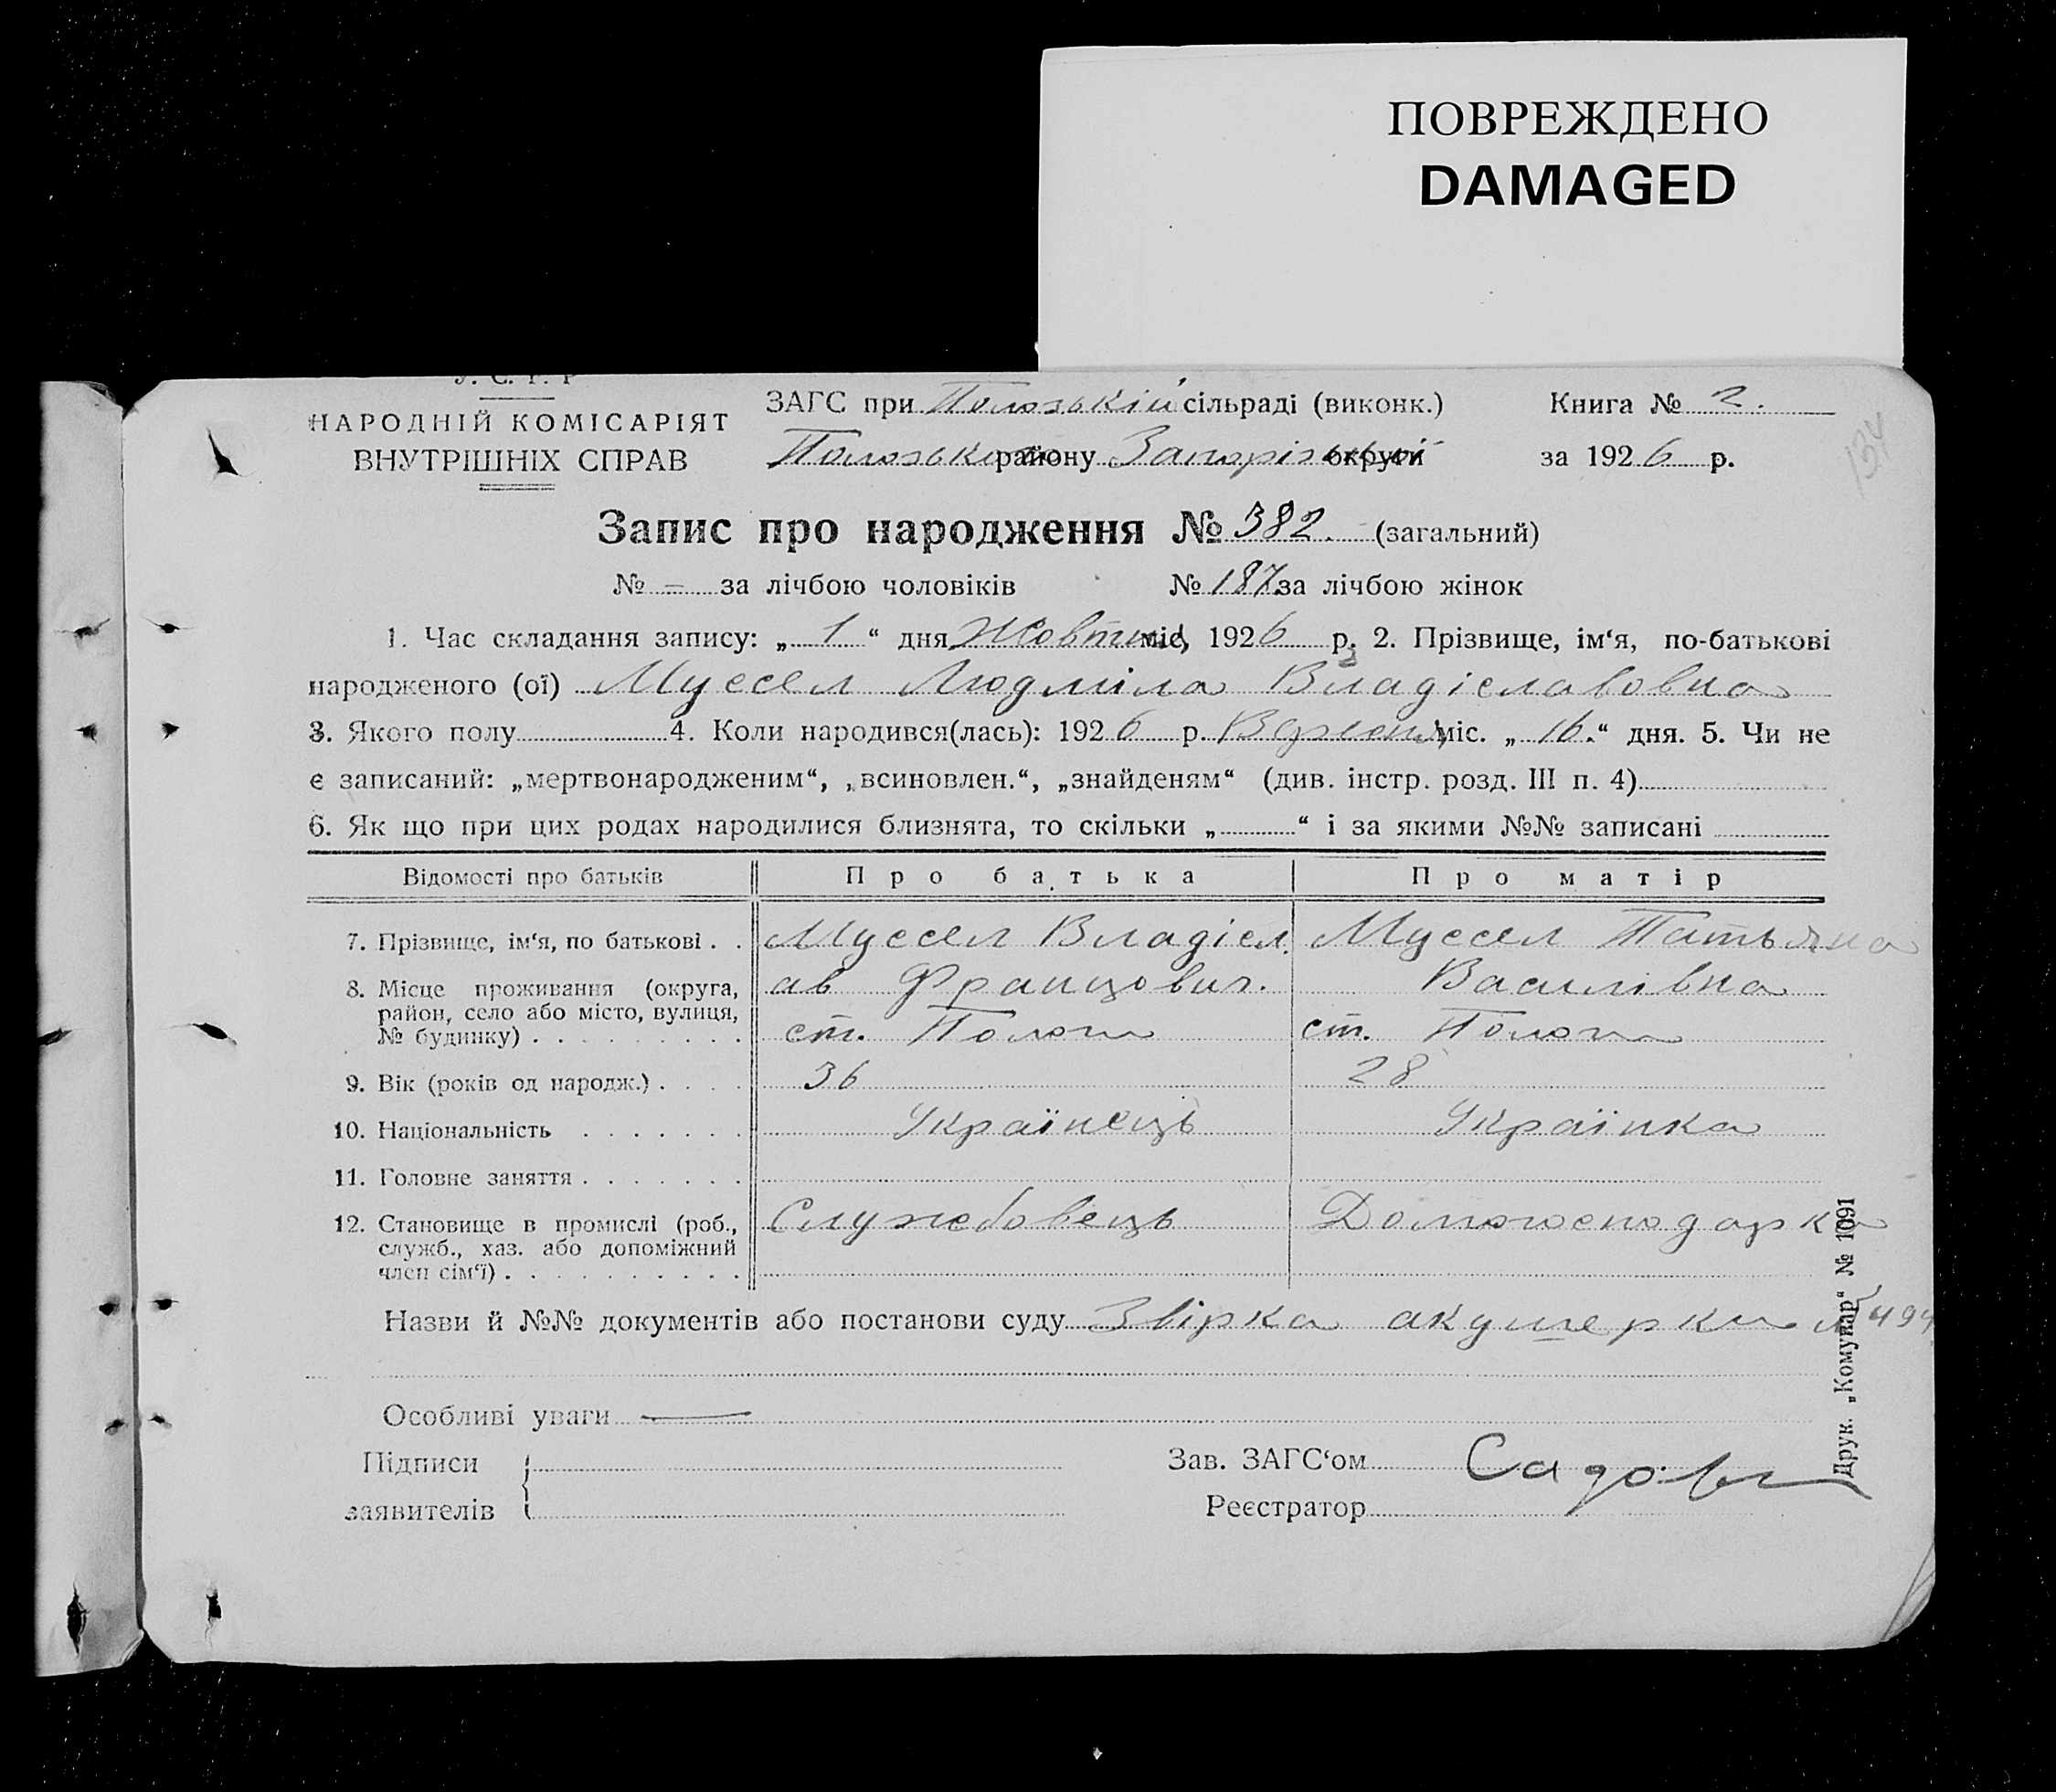 ПОВРЕЖДЕНО
DAMAGED
У. С. Р. Р
НАРОДНІЙ КОМІСАРІЯТ
ВНУТРІШНІХ СПРАВ
ЗАГС при Пологській сільраді (виконк.)
Пологського району Запорізької округи
Книга № 2.
за 1926 р.
134
Запис про народження № 382. (загальний)
№ = за лічбою чоловіків № 187 за лічбою жінок
1. Час складання запису: „ 1 “ дня Жовтня міс, 1926 р. 2. Прізвище, ім‘я, по-батькові
народженого (ої) Муссел Людміла Владіславовна
3. Якого полу 4. Коли народився(лась): 1926 р. Вересня міс. „ 16.“ дня. 5. Чи не
є записаний: „мертвонародженим“, „всиновлен.“, „знайденям“ (див. інстр. розд. III п. 4)
6. Як що при цих родах народилися близнята, то скільки „ “ і за якими №№ записані
Відомості про батьків Про батька Про матір
7. Прізвище, ім‘я, по батькові . . Муссел Владісл Муссел Татьяна
8. Місце проживання (округа, ав Францович. Василівна
район, село або місто, вулиця,
№ будинку) . . . . . . . . . ст. Пологи ст. Пологи
9. Вік (років од народж.) . . . . 36 28
10. Національність . . . . . . . Українець Українка
11. Головне заняття . . . . . . .
12. Становище в промислі (роб., Службовець Домогосподарка
служб., хаз. або допоміжний
член сім‘ї) . . . . . . . . . .
Назви й №№ документів або постанови суду акушерки 494
Особливі уваги —
Підписи
заявителів
Зав. ЗАГС‘ом
Реєстратор
Друк. „Комунар“ № 1091